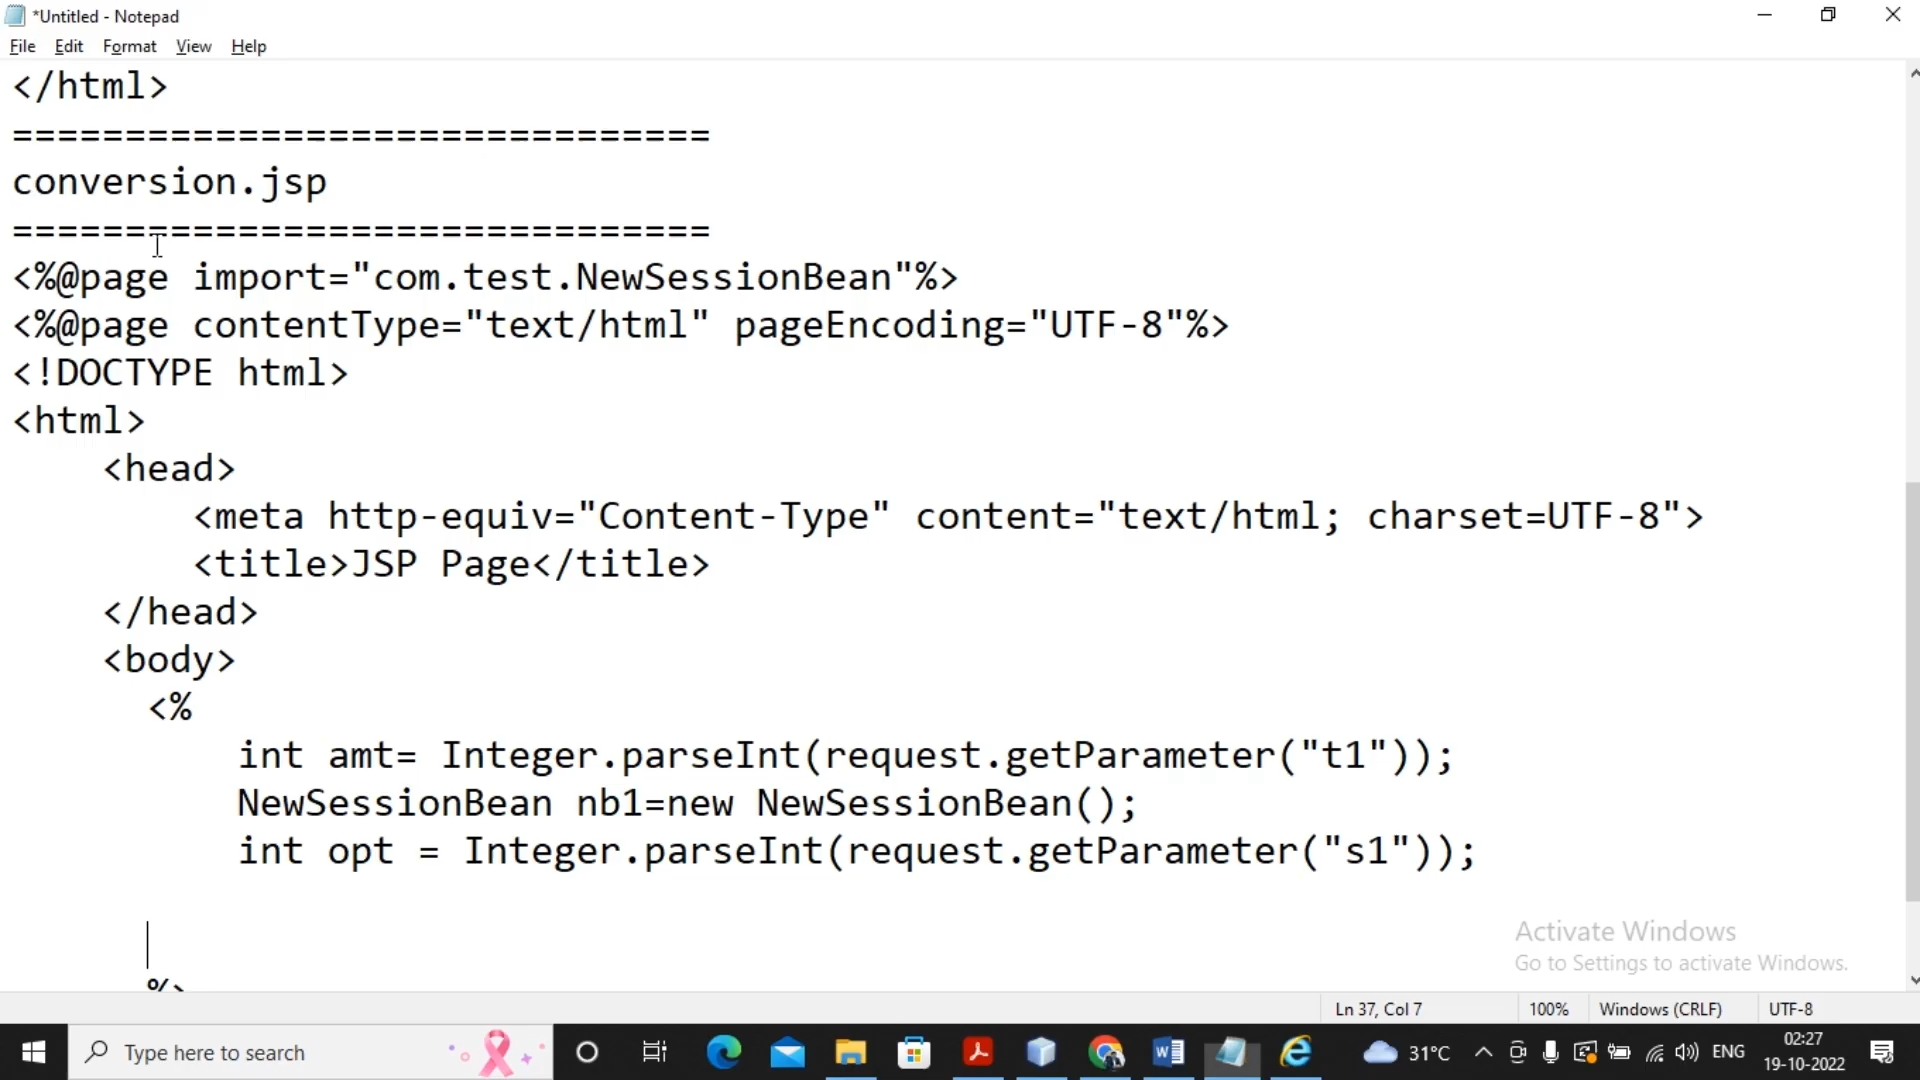 *Untitled - Notepad
File Edit Format View Help
</html>
===============================
conversion.jsp
===============================
<%@page import="com.test.NewSessionBean"%>
<%@page contentType="text/html" pageEncoding="UTF-8"%>
<!DOCTYPE html>
<html>
<head>
<meta http-equiv="Content-Type" content="text/html; charset=UTF-8">
<title>JSP Page</title>
</head>
<body>
<%
int amt= Integer.parseInt(request.getParameter("t1"));
NewSessionBean nb1=new NewSessionBean();
int opt = Integer.parseInt(request.getParameter("s1"));
%>
Activate Windows
Go to Settings to activate Windows.
Ln 37, Col 7 100% Windows (CRLF) UTF-8
Type here to search 31°C ENG 02:27
19-10-2022